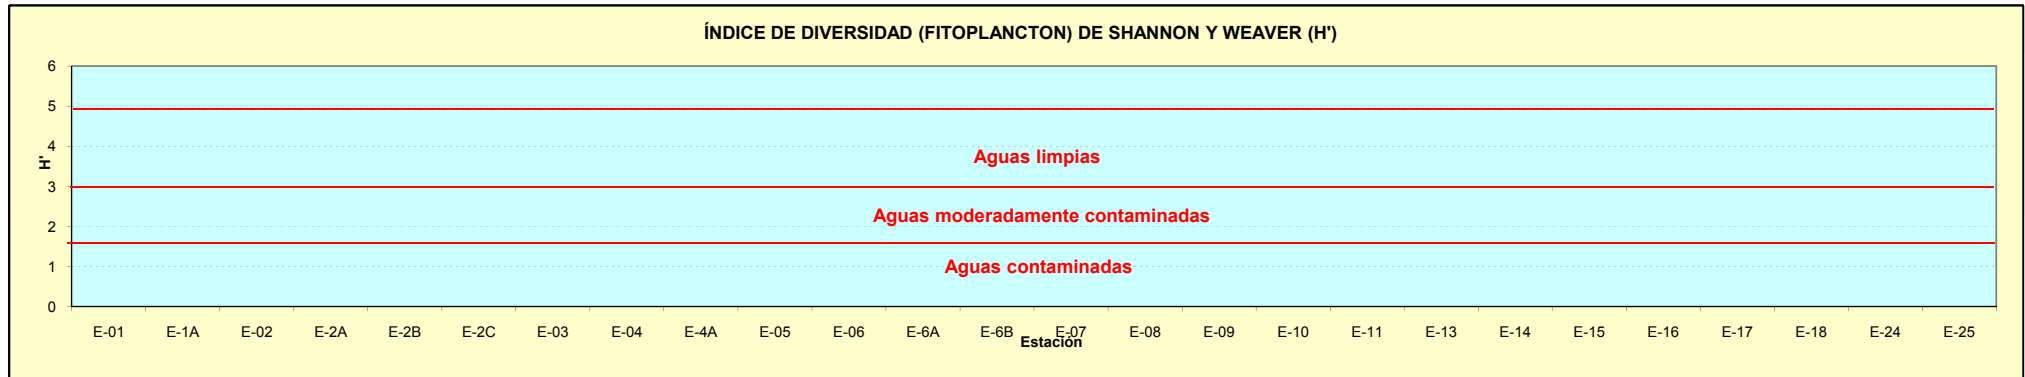 ÍNDICE DE DIVERSIDAD (FITOPLANCTON) DE SHANNON Y WEAVER (H')
6
5
4
3
2
1
0
H'
Aguas limpias
Aguas moderadamente contaminadas
Aguas contaminadas
E-01 E-1A E-02 E-2A E-2B E-2C E-03 E-04 E-4A E-05 E-06 E-6A E-6B E-07 E-08 E-09 E-10 E-11 E-13 E-14 E-15 E-16 E-17 E-18 E-24 E-25
Estación